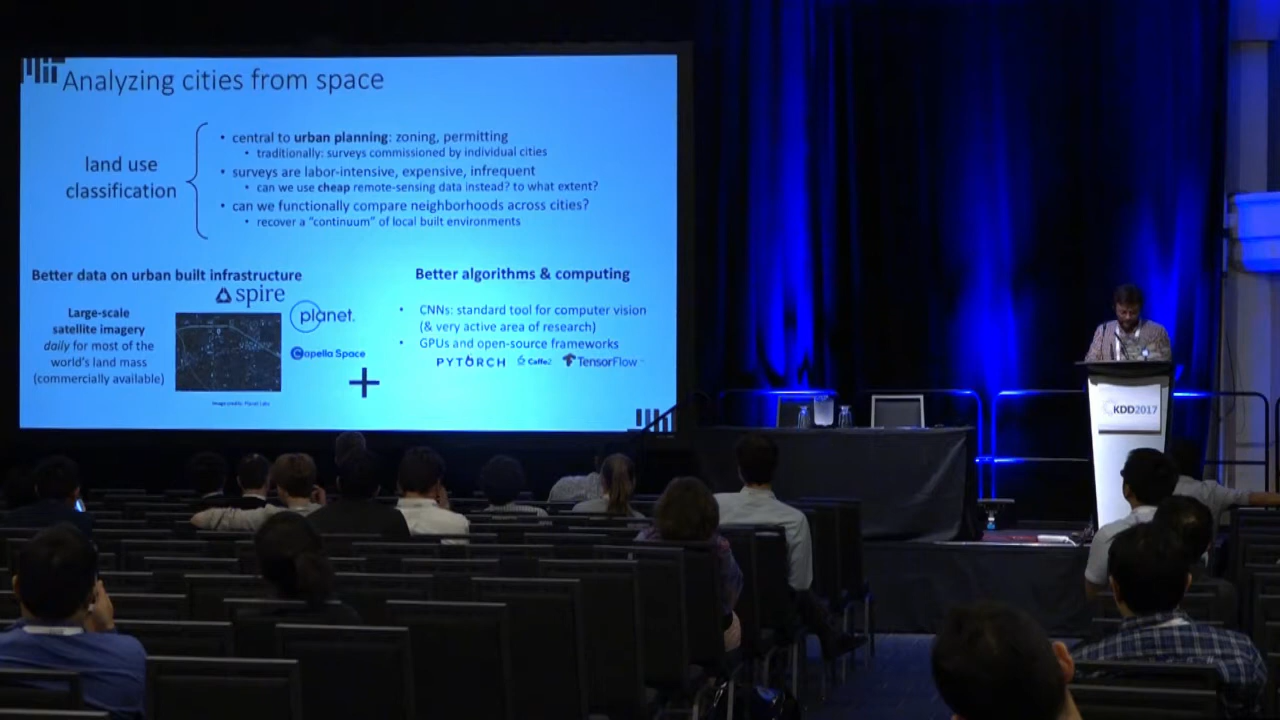 Analyzing cities from space
land use
classification
• central to urban planning: zoning, permitting
• traditionally: surveys commissioned by individual cities
• surveys are labor-intensive, expensive, infrequent
• can we use cheap remote-sensing data instead? to what extent?
• can we functionally compare neighborhoods across cities?
• recover a "continuum" of local built environments
Better data on urban built infrastructure
spire
planet.
Capella Space
Large-scale
satellite imagery
daily for most of the
world's land mass
(commercially available)
Image credit: Planet Labs
+
Better algorithms & computing
• CNNs: standard tool for computer vision
(& very active area of research)
• GPUs and open-source frameworks
PYTORCH
Caffe2
TensorFlow
KDD2017